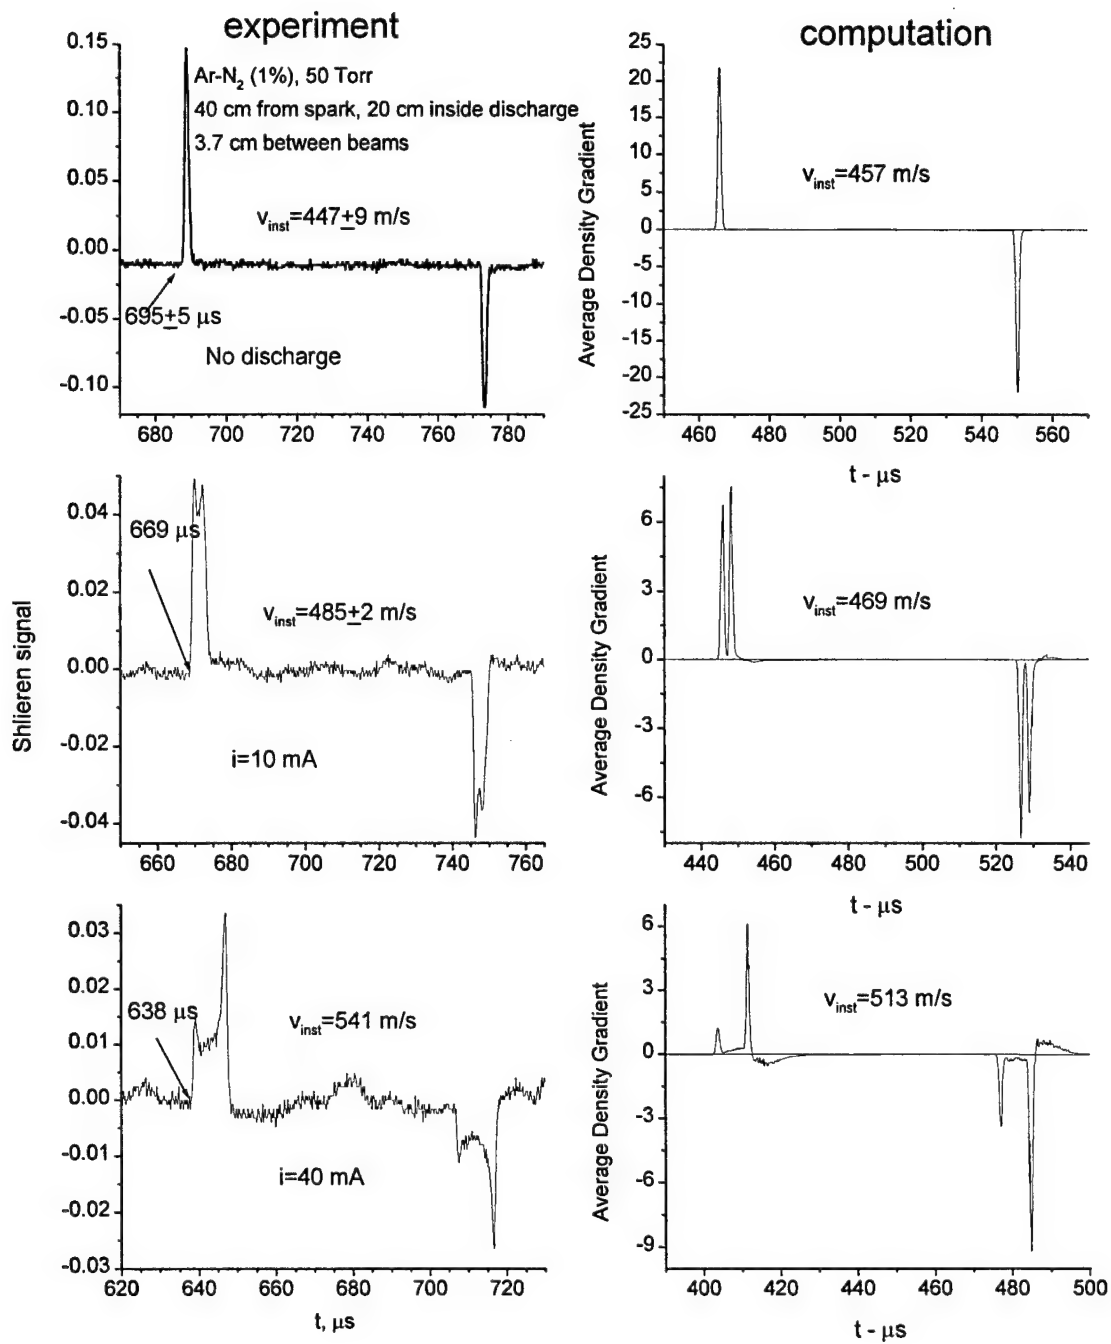 experiment
computation
0.15
0.10
0.05
0.00
-0.05
-0.10
Ar-N2 (1%), 50 Torr
40 cm from spark, 20 cm inside discharge
3.7 cm between beams
vinst=447±9 m/s
695±5 μs
No discharge
680 700 720 740 760 780
25
20
15
10
5
0
-5
-10
-15
-20
-25
Average Density Gradient
vinst=457 m/s
460 480 500 520 540 560
t - μs
Shlieren signal
0.04
0.02
0.00
-0.02
-0.04
669 μs
vinst=485±2 m/s
i=10 mA
660 680 700 720 740 760
6
3
0
-3
-6
Average Density Gradient
vinst=469 m/s
440 460 480 500 520 540
t - μs
0.03
0.02
0.01
0.00
-0.01
-0.02
-0.03
638 μs
vinst=541 m/s
i=40 mA
620 640 660 680 700 720
t, μs
6
3
0
-3
-6
-9
Average Density Gradient
vinst=513 m/s
400 420 440 460 480 500
t - μs